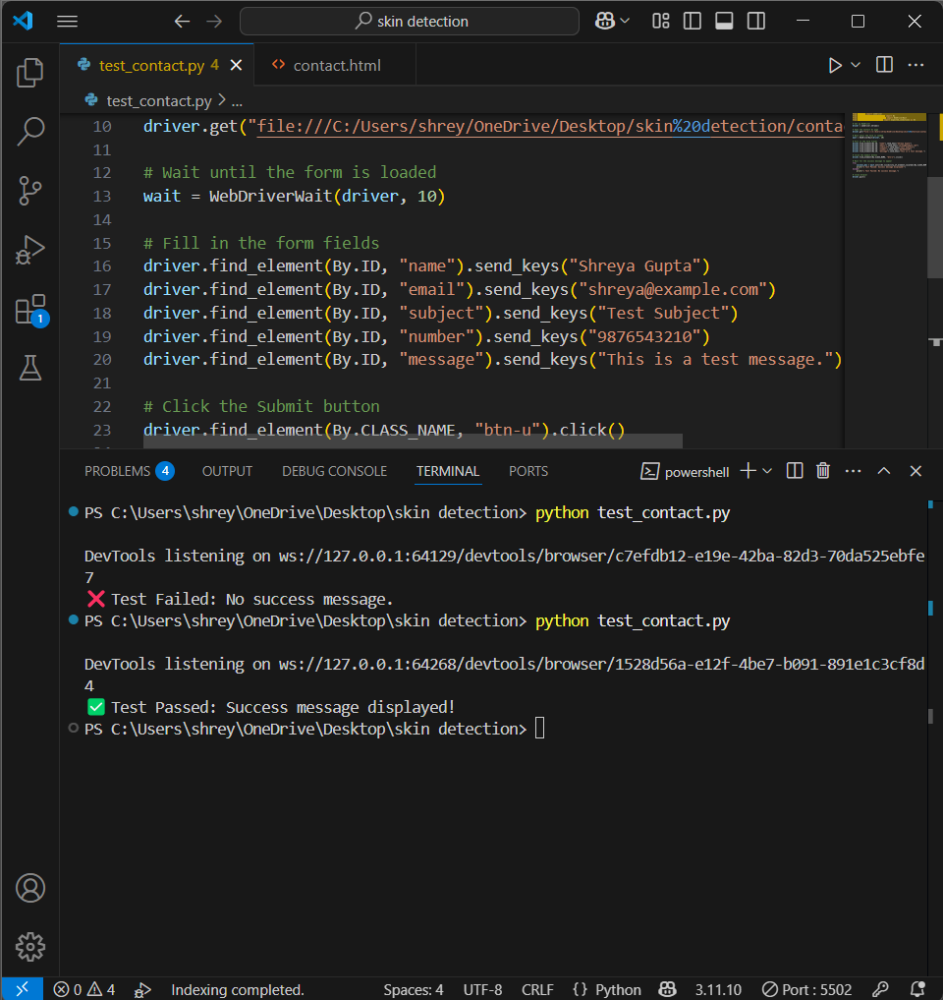 skin detection
test_contact.py 4
contact.html
test_contact.py > ...
10 driver.get("file:///C:/Users/shrey/OneDrive/Desktop/skin%20detection/conta
11
12 # Wait until the form is loaded
13 wait = WebDriverWait(driver, 10)
14
15 # Fill in the form fields
16 driver.find_element(By.ID, "name").send_keys("Shreya Gupta")
17 driver.find_element(By.ID, "email").send_keys("shreya@example.com")
18 driver.find_element(By.ID, "subject").send_keys("Test Subject")
19 driver.find_element(By.ID, "number").send_keys("9876543210")
20 driver.find_element(By.ID, "message").send_keys("This is a test message.")
21
22 # Click the Submit button
23 driver.find_element(By.CLASS_NAME, "btn-u").click()
1
PROBLEMS 4 OUTPUT DEBUG CONSOLE TERMINAL PORTS powershell
PS C:\Users\shrey\OneDrive\Desktop\skin detection> python test_contact.py
DevTools listening on ws://127.0.0.1:64129/devtools/browser/c7efdb12-e19e-42ba-82d3-70da525ebfe
7
❌ Test Failed: No success message.
PS C:\Users\shrey\OneDrive\Desktop\skin detection> python test_contact.py
DevTools listening on ws://127.0.0.1:64268/devtools/browser/1528d56a-e12f-4be7-b091-891e1c3cf8d
4
✅ Test Passed: Success message displayed!
PS C:\Users\shrey\OneDrive\Desktop\skin detection>
0 4 Indexing completed. Spaces: 4 UTF-8 CRLF {} Python 3.11.10 Port : 5502